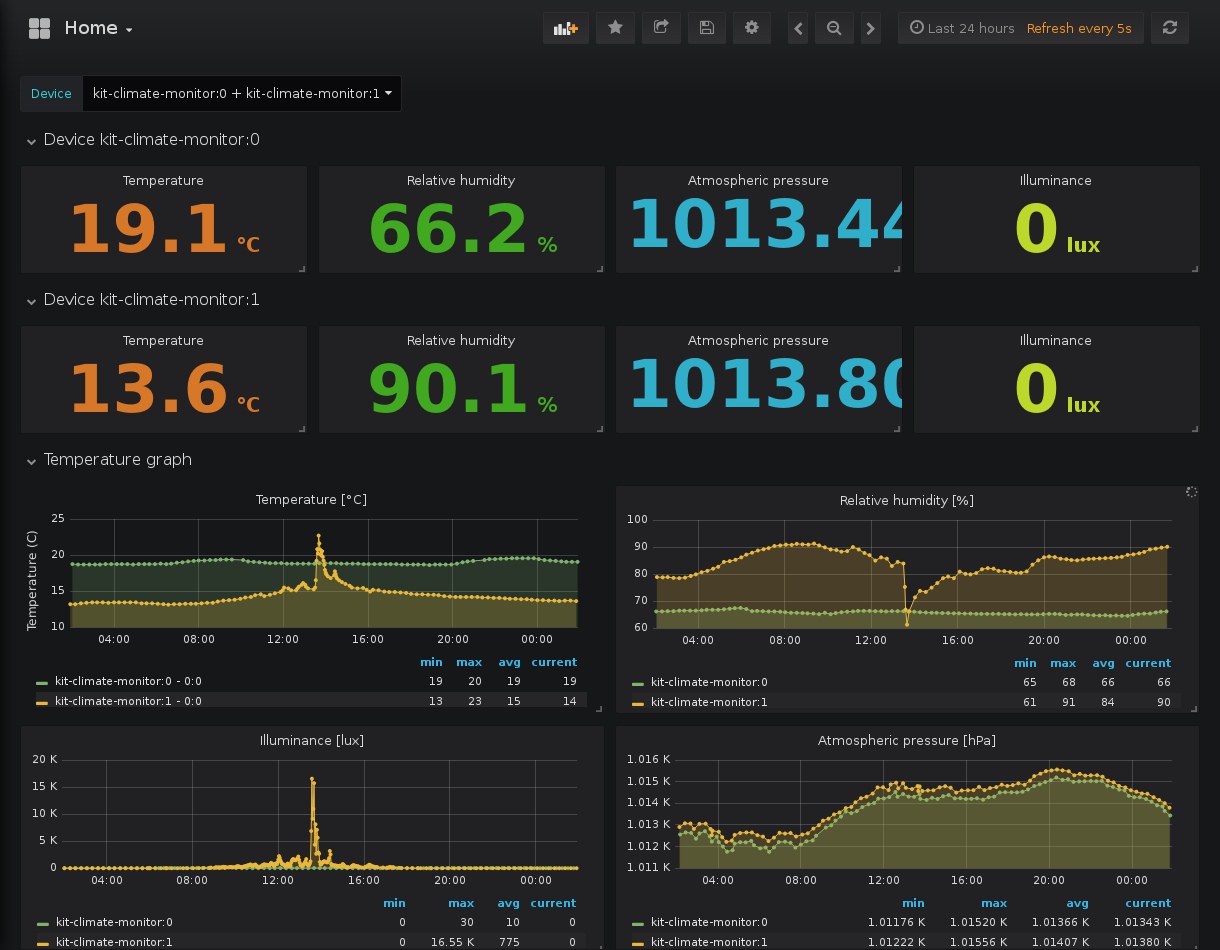 Home
Last 24 hours Refresh every 5s
Device kit-climate-monitor:0 + kit-climate-monitor:1
Device kit-climate-monitor:0
Temperature
19.1 °C
Relative humidity
66.2 %
Atmospheric pressure
1013.44
Illuminance
0 lux
Device kit-climate-monitor:1
Temperature
13.6 °C
Relative humidity
90.1 %
Atmospheric pressure
1013.80
Illuminance
0 lux
Temperature graph
Temperature [°C]
Temperature (C)
25
20
15
10
04:00 08:00 12:00 16:00 20:00 00:00
min max avg current
kit-climate-monitor:0 - 0:0 19 20 19 19
kit-climate-monitor:1 - 0:0 13 23 15 14
Relative humidity [%]
100
90
80
70
60
04:00 08:00 12:00 16:00 20:00 00:00
min max avg current
kit-climate-monitor:0 65 68 66 66
kit-climate-monitor:1 61 91 84 90
Illuminance [lux]
20 K
15 K
10 K
5 K
0
04:00 08:00 12:00 16:00 20:00 00:00
min max avg current
kit-climate-monitor:0 0 30 10 0
kit-climate-monitor:1 0 16.55 K 775 0
Atmospheric pressure [hPa]
1.016 K
1.015 K
1.014 K
1.013 K
1.012 K
1.011 K
04:00 08:00 12:00 16:00 20:00 00:00
min max avg current
kit-climate-monitor:0 1.01176 K 1.01520 K 1.01366 K 1.01343 K
kit-climate-monitor:1 1.01222 K 1.01556 K 1.01407 K 1.01380 K